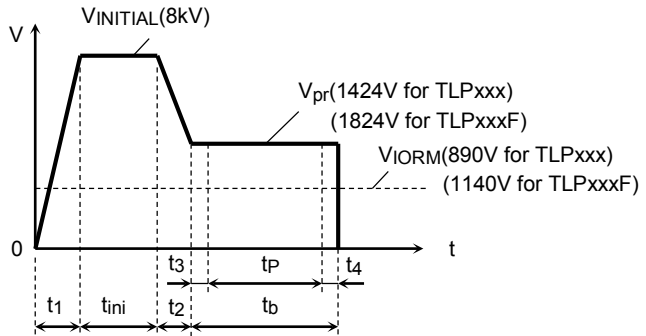 VINITIAL(8kV)
V
Vpr(1424V for TLPxxx)
(1824V for TLPxxxF)
VIORM(890V for TLPxxx)
(1140V for TLPxxxF)
0
t
t3
tP
t4
t1
tini
t2
tb